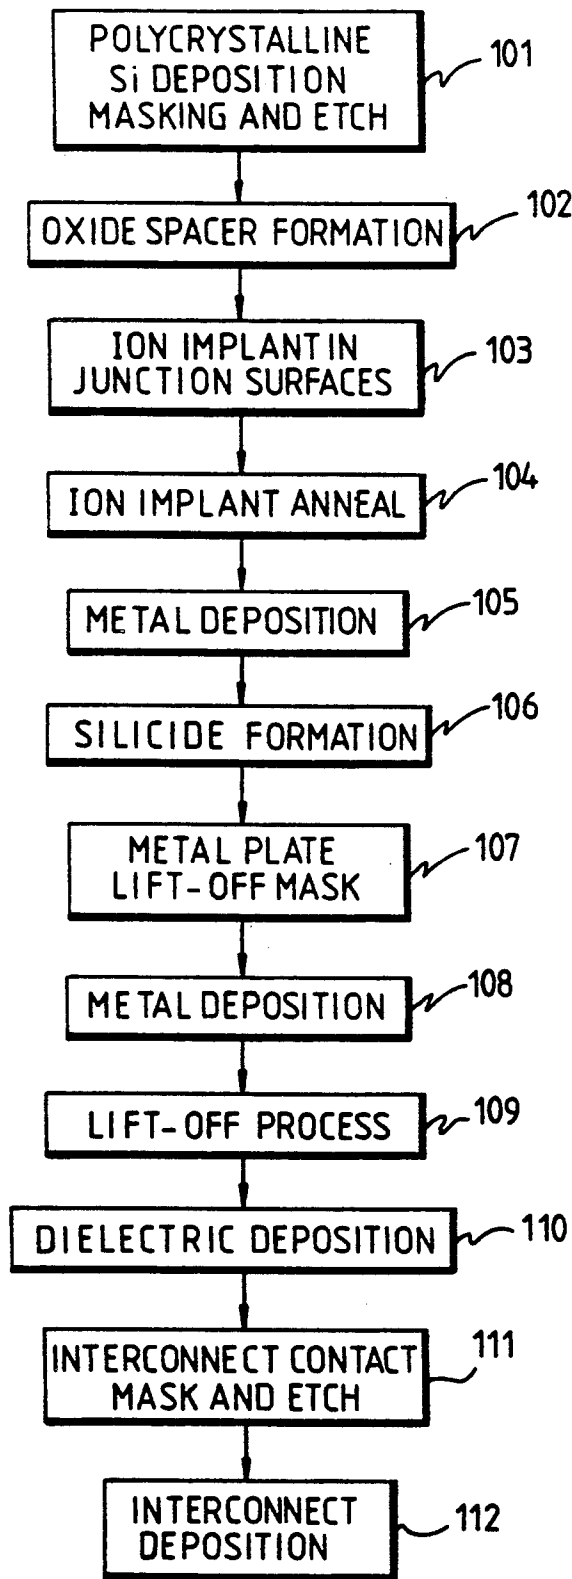 POLYCRYSTALLINE
Si DEPOSITION
MASKING AND ETCH
101
OXIDE SPACER FORMATION
102
ION IMPLANT IN
JUNCTION SURFACES
103
ION IMPLANT ANNEAL
104
METAL DEPOSITION
105
SILICIDE FORMATION
106
METAL PLATE
LIFT-OFF MASK
107
METAL DEPOSITION
108
LIFT-OFF PROCESS
109
DIELECTRIC DEPOSITION
110
INTERCONNECT CONTACT
MASK AND ETCH
111
INTERCONNECT
DEPOSITION
112